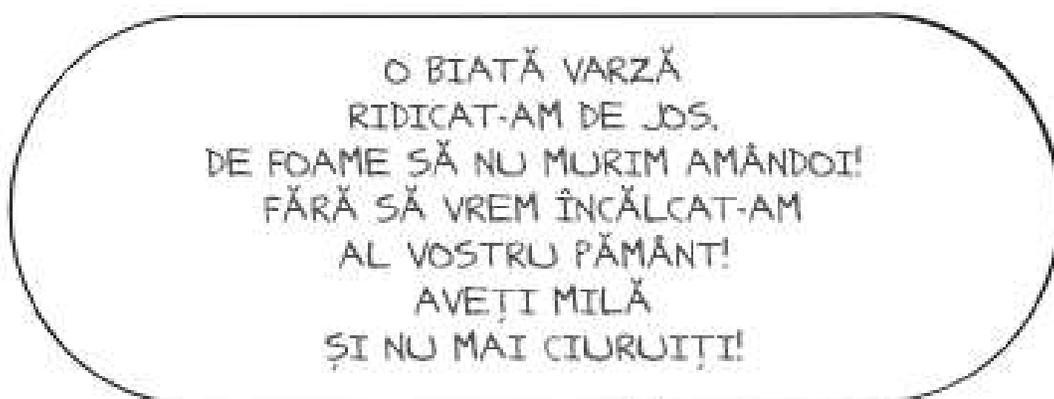 O BIATĂ VARZĂ
RIDICAT-AM DE JOS,
DE FOAME SĂ NU MURIM AMÂNDOI!
FĂRĂ SĂ VREM ÎNCĂLCAT-AM
AL VOSTRU PĂMÂNT!
AVEȚI MILĂ
ȘI NU MAI CIURUIȚI!